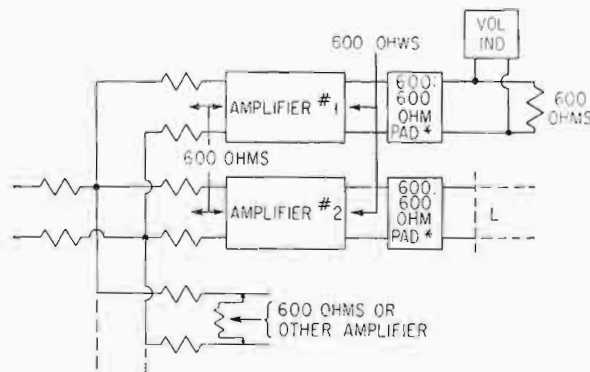 VOL
IND
600 OHWS
AMPLIFIER #1
600:
600
OHM
PAD *
600
OHMS
600 OHMS
AMPLIFIER #2
600:
600
OHM
PAD *
L
600 OHMS OR
OTHER AMPLIFIER